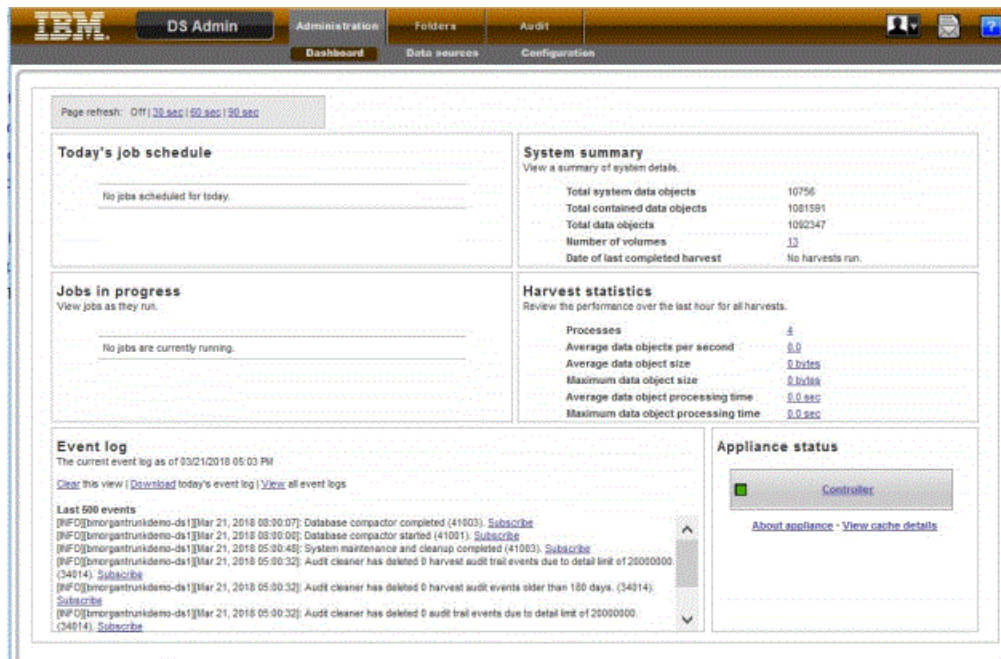 IBM. DS Admin Administration Folders Audit ?
Dashboard Data sources Configuration
Page refresh: Off | 30 sec | 60 sec | 90 sec
Today's job schedule
No jobs scheduled for today.
System summary
View a summary of system details.
Total system data objects 10756
Total contained data objects 1081591
Total data objects 1092347
Number of volumes 13
Date of last completed harvest No harvests run.
Jobs in progress
View jobs as they run.
No jobs are currently running.
Harvest statistics
Review the performance over the last hour for all harvests.
Processes 4
Average data objects per second 0.0
Average data object size 0 bytes
Maximum data object size 0 bytes
Average data object processing time 0.0 sec
Maximum data object processing time 0.0 sec
Event log
The current event log as of 03/21/2018 05:03 PM
Clear this view | Download today's event log | View all event logs
Last 500 events
[INFO][bmorgantrunkdemo-ds1][Mar 21, 2018 08:00:07]: Database compactor completed (41003). Subscribe
[INFO][bmorgantrunkdemo-ds1][Mar 21, 2018 08:00:00]: Database compactor started (41001). Subscribe
[INFO][bmorgantrunkdemo-ds1][Mar 21, 2018 05:00:48]: System maintenance and cleanup completed (41003). Subscribe
[INFO][bmorgantrunkdemo-ds1][Mar 21, 2018 05:00:32]: Audit cleaner has deleted 0 harvest audit trail events due to detail limit of 20000000.
(34014). Subscribe
[INFO][bmorgantrunkdemo-ds1][Mar 21, 2018 05:00:32]: Audit cleaner has deleted 0 harvest audit events older than 180 days. (34014).
Subscribe
[INFO][bmorgantrunkdemo-ds1][Mar 21, 2018 05:00:32]: Audit cleaner has deleted 0 audit trail events due to detail limit of 20000000.
(34014). Subscribe
Appliance status
Controller
About appliance - View cache details